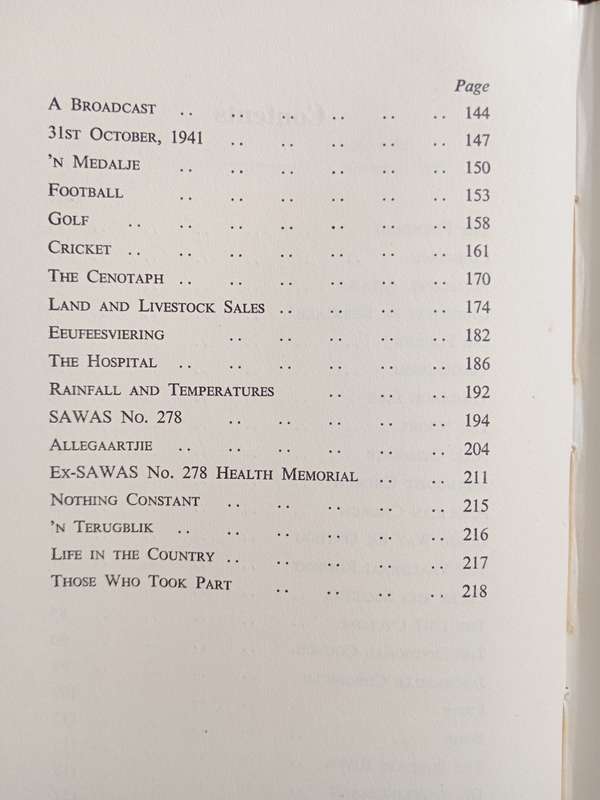 Page
A Broadcast .. .. .. .. .. .. 144
31st October, 1941 .. .. .. .. .. 147
'n Medalje .. .. .. .. .. .. 150
Football .. .. .. .. .. .. 153
Golf .. .. .. .. .. .. .. 158
Cricket .. .. .. .. .. .. .. 161
The Cenotaph .. .. .. .. .. .. 170
Land and Livestock Sales .. .. .. .. 174
Eeufeesviering .. .. .. .. .. 182
The Hospital .. .. .. .. .. .. 186
Rainfall and Temperatures .. .. .. 192
SAWAS No. 278 .. .. .. .. .. 194
Allegaartjie .. .. .. .. .. .. 204
Ex-SAWAS No. 278 Health Memorial .. .. 211
Nothing Constant .. .. .. .. .. 215
'n Terugblik .. .. .. .. .. .. 216
Life in the Country .. .. .. .. .. 217
Those Who Took Part .. .. .. .. 218